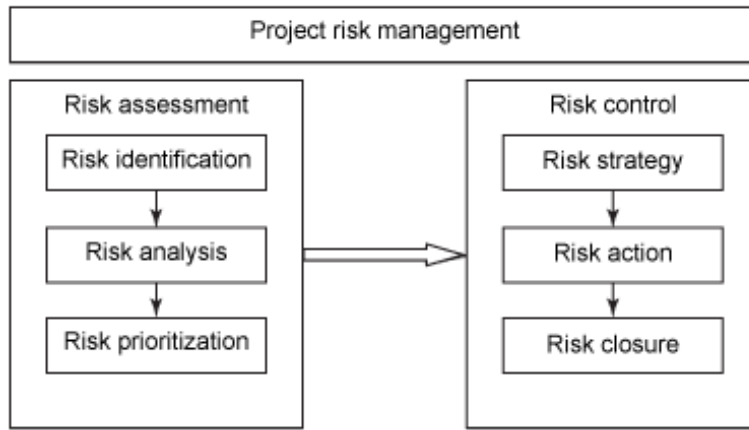 Project risk management
Risk assessment
Risk identification
Risk analysis
Risk prioritization
Risk control
Risk strategy
Risk action
Risk closure